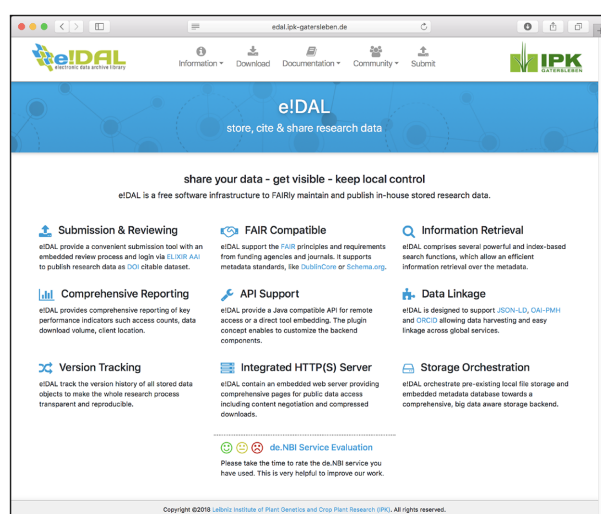 edal.ipk-gatersleben.de
e!DAL
electronic data archive library
Information
Download
Documentation
Community
Submit
IPK
GATERSLEBEN
e!DAL
store, cite & share research data
share your data - get visible - keep local control
e!DAL is a free software infrastructure to FAIRly maintain and publish in-house stored research data.
Submission & Reviewing
e!DAL provide a convenient submission tool with an
embedded review process and login via ELIXIR AAI
to publish research data as DOI citable dataset.
FAIR Compatible
e!DAL support the FAIR principles and requirements
from funding agencies and journals. It supports
metadata standards, like DublinCore or Schema.org.
Information Retrieval
e!DAL comprises several powerful and index-based
search functions, which allow an efficient
information retrieval over the metadata.
Comprehensive Reporting
e!DAL provides comprehensive reporting of key
performance indicators such as access counts, data
download volume, client location.
API Support
e!DAL provide a Java compatible API for remote
access or a direct tool embedding. The plugin
concept enables to customize the backend
components.
Data Linkage
e!DAL is designed to support JSON-LD, OAI-PMH
and ORCID allowing data harvesting and easy
linkage across global services.
Version Tracking
e!DAL track the version history of all stored data
objects to make the whole research process
transparent and reproducible.
Integrated HTTP(S) Server
e!DAL contain an embedded web server providing
comprehensive pages for public data access
including content negotiation and compressed
downloads.
Storage Orchestration
e!DAL orchestrate pre-existing local file storage and
embedded metadata database towards a
comprehensive, big data aware storage backend.
de.NBI Service Evaluation
Please take the time to rate the de.NBI service you
have used. This is very helpful to improve our work.
Copyright ©2018 Leibniz Institute of Plant Genetics and Crop Plant Research (IPK). All rights reserved.